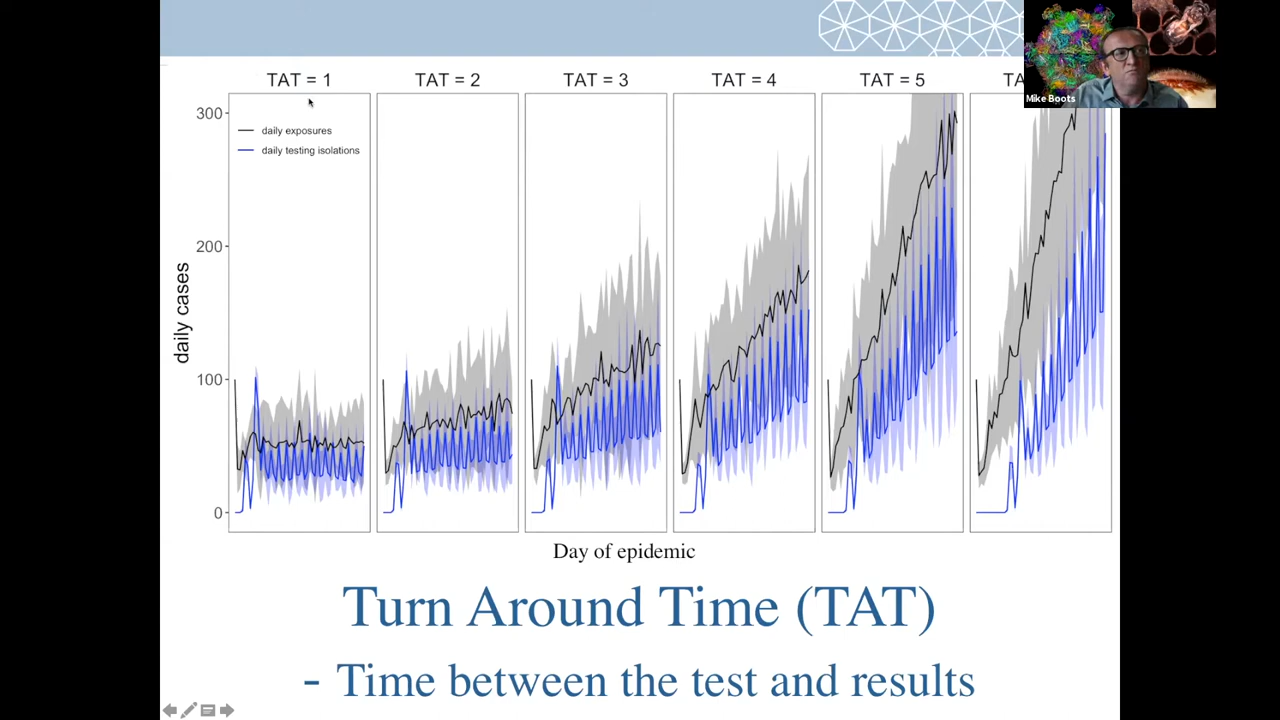 TAT = 1
TAT = 2
TAT = 3
TAT = 4
TAT = 5
TA
Mike Boots
300
200
100
0
daily exposures
daily testing isolations
daily cases
Day of epidemic
Turn Around Time (TAT)
- Time between the test and results